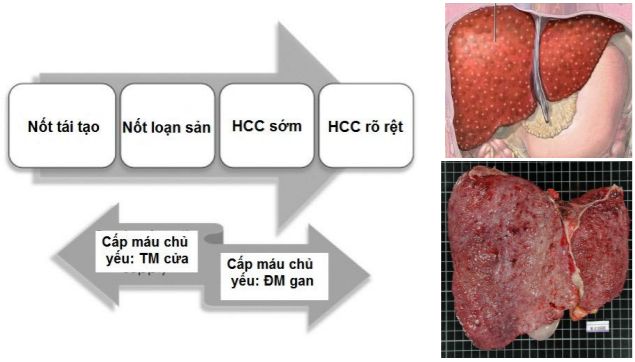 Nốt tái tạo
Nốt loạn sản
HCC sớm
HCC rõ rệt
Cấp máu chủ
yếu: TM cửa
Cấp máu chủ
yếu: ĐM gan